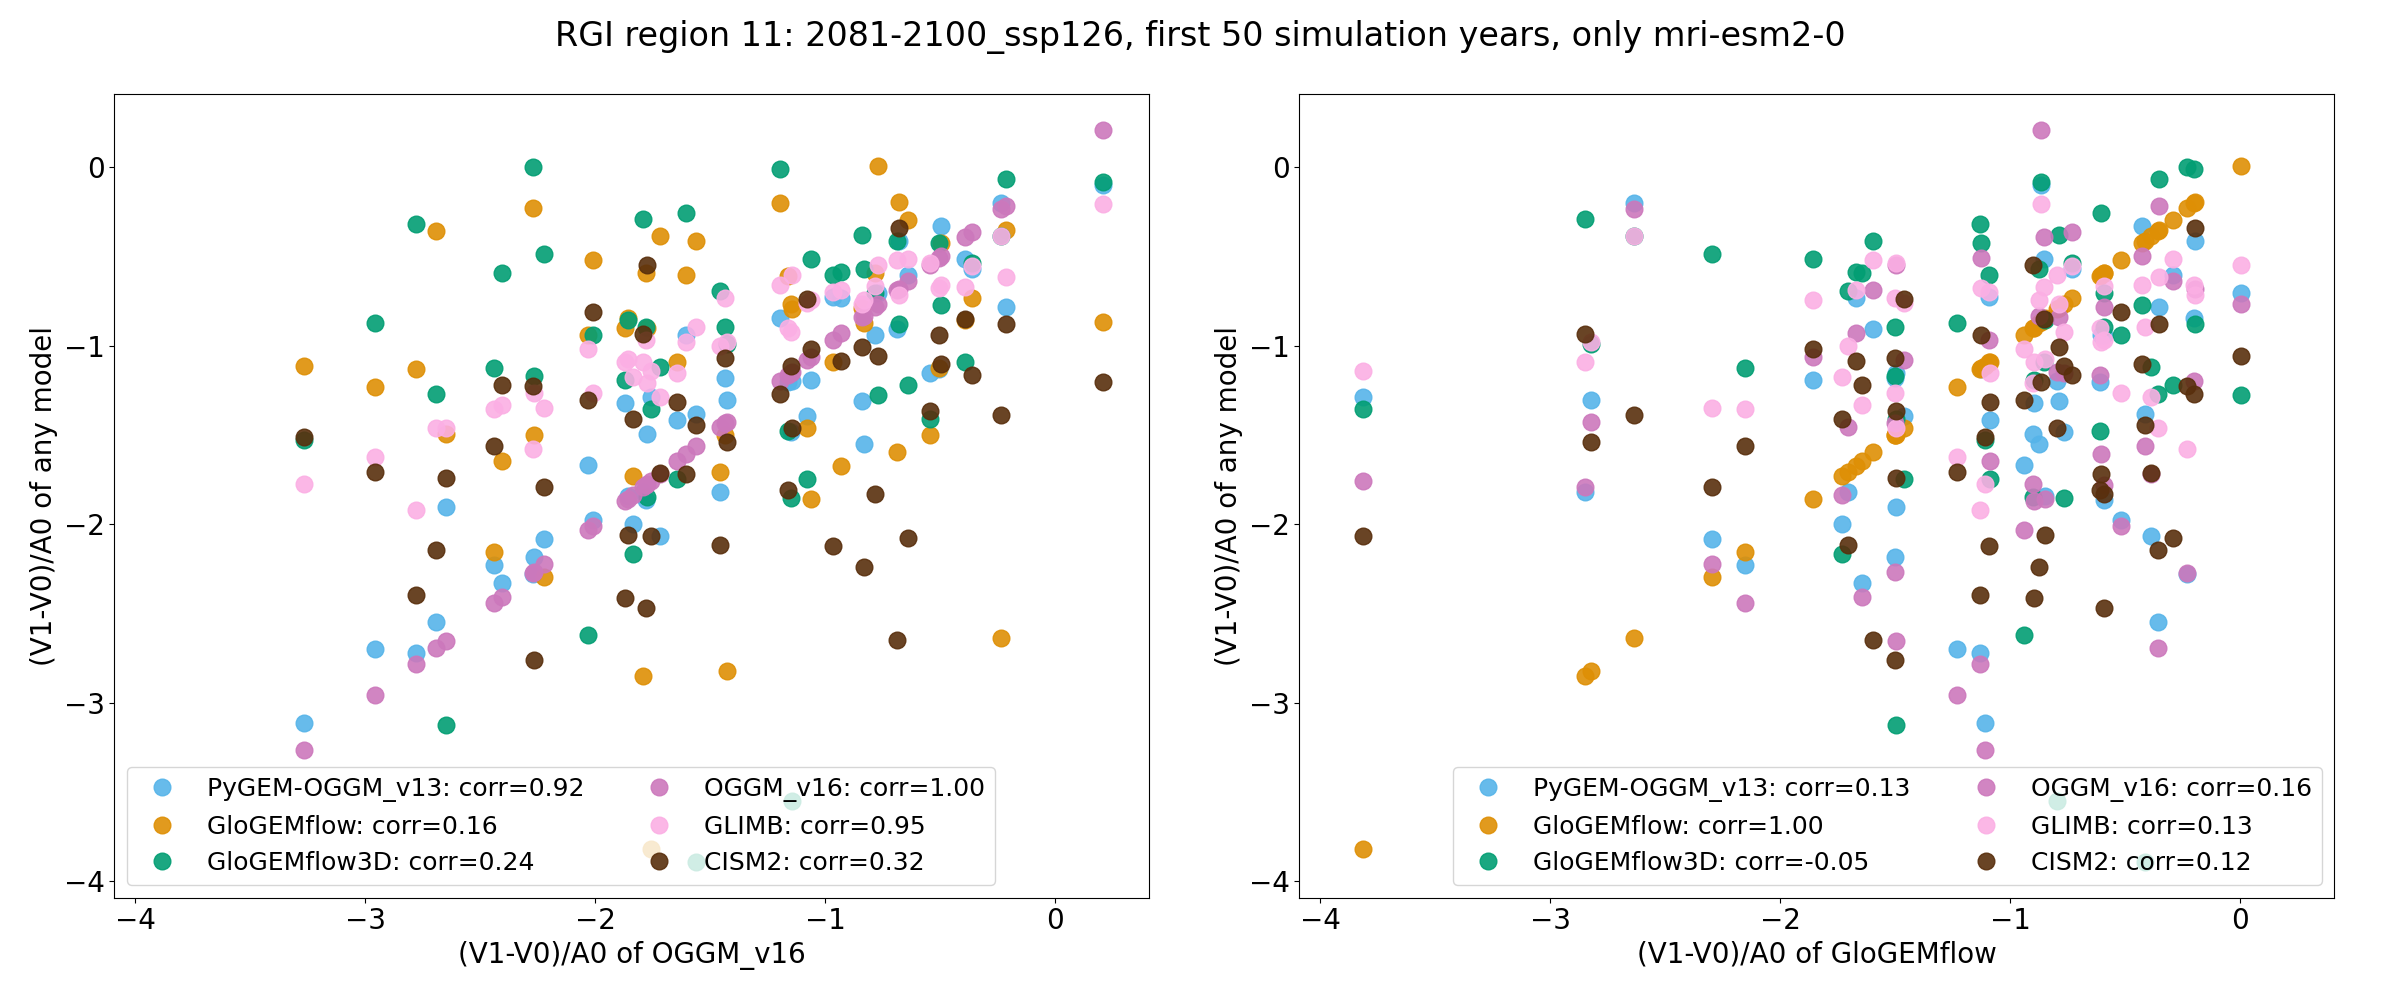 RGI region 11: 2081-2100_ssp126, first 50 simulation years, only mri-esm2-0
(V1-V0)/A0 of any model
0
−1
−2
−3
−4
PyGEM-OGGM_v13: corr=0.92
GloGEMflow: corr=0.16
GloGEMflow3D: corr=0.24
OGGM_v16: corr=1.00
GLIMB: corr=0.95
CISM2: corr=0.32
−4 −3 −2 −1 0
(V1-V0)/A0 of OGGM_v16
(V1-V0)/A0 of any model
0
−1
−2
−3
−4
PyGEM-OGGM_v13: corr=0.13
GloGEMflow: corr=1.00
GloGEMflow3D: corr=-0.05
OGGM_v16: corr=0.16
GLIMB: corr=0.13
CISM2: corr=0.12
−4 −3 −2 −1 0
(V1-V0)/A0 of GloGEMflow